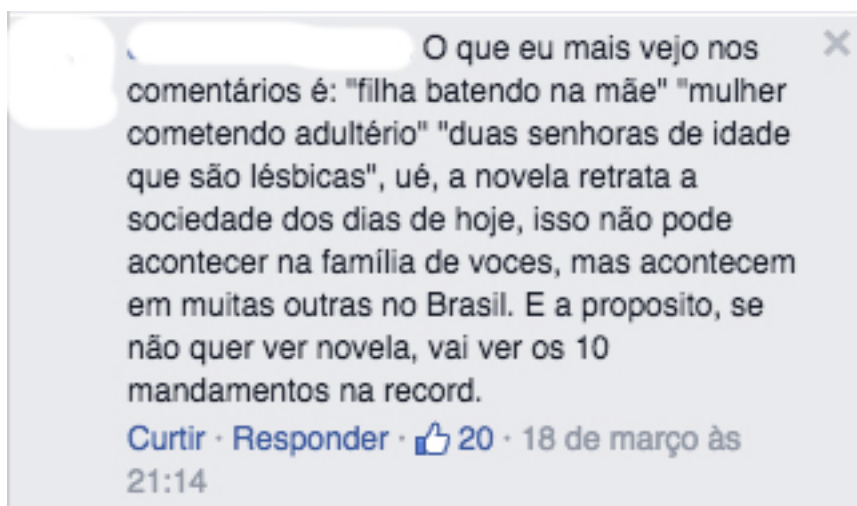 O que eu mais vejo nos
comentários é: "filha batendo na mãe" "mulher
cometendo adultério" "duas senhoras de idade
que são lésbicas", ué, a novela retrata a
sociedade dos dias de hoje, isso não pode
acontecer na família de voces, mas acontecem
em muitas outras no Brasil. E a proposito, se
não quer ver novela, vai ver os 10
mandamentos na record.
Curtir · Responder · 20 · 18 de março às
21:14